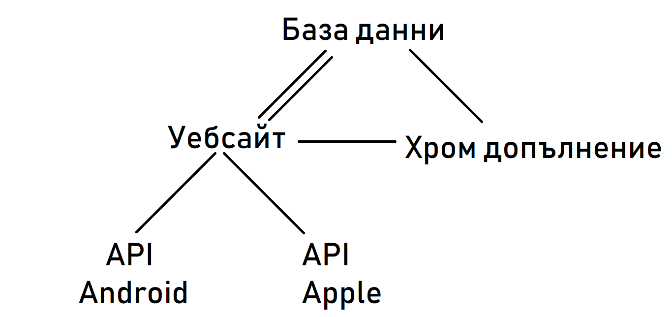 База данни
Уебсайт
Хром допълнение
API
Android
API
Apple